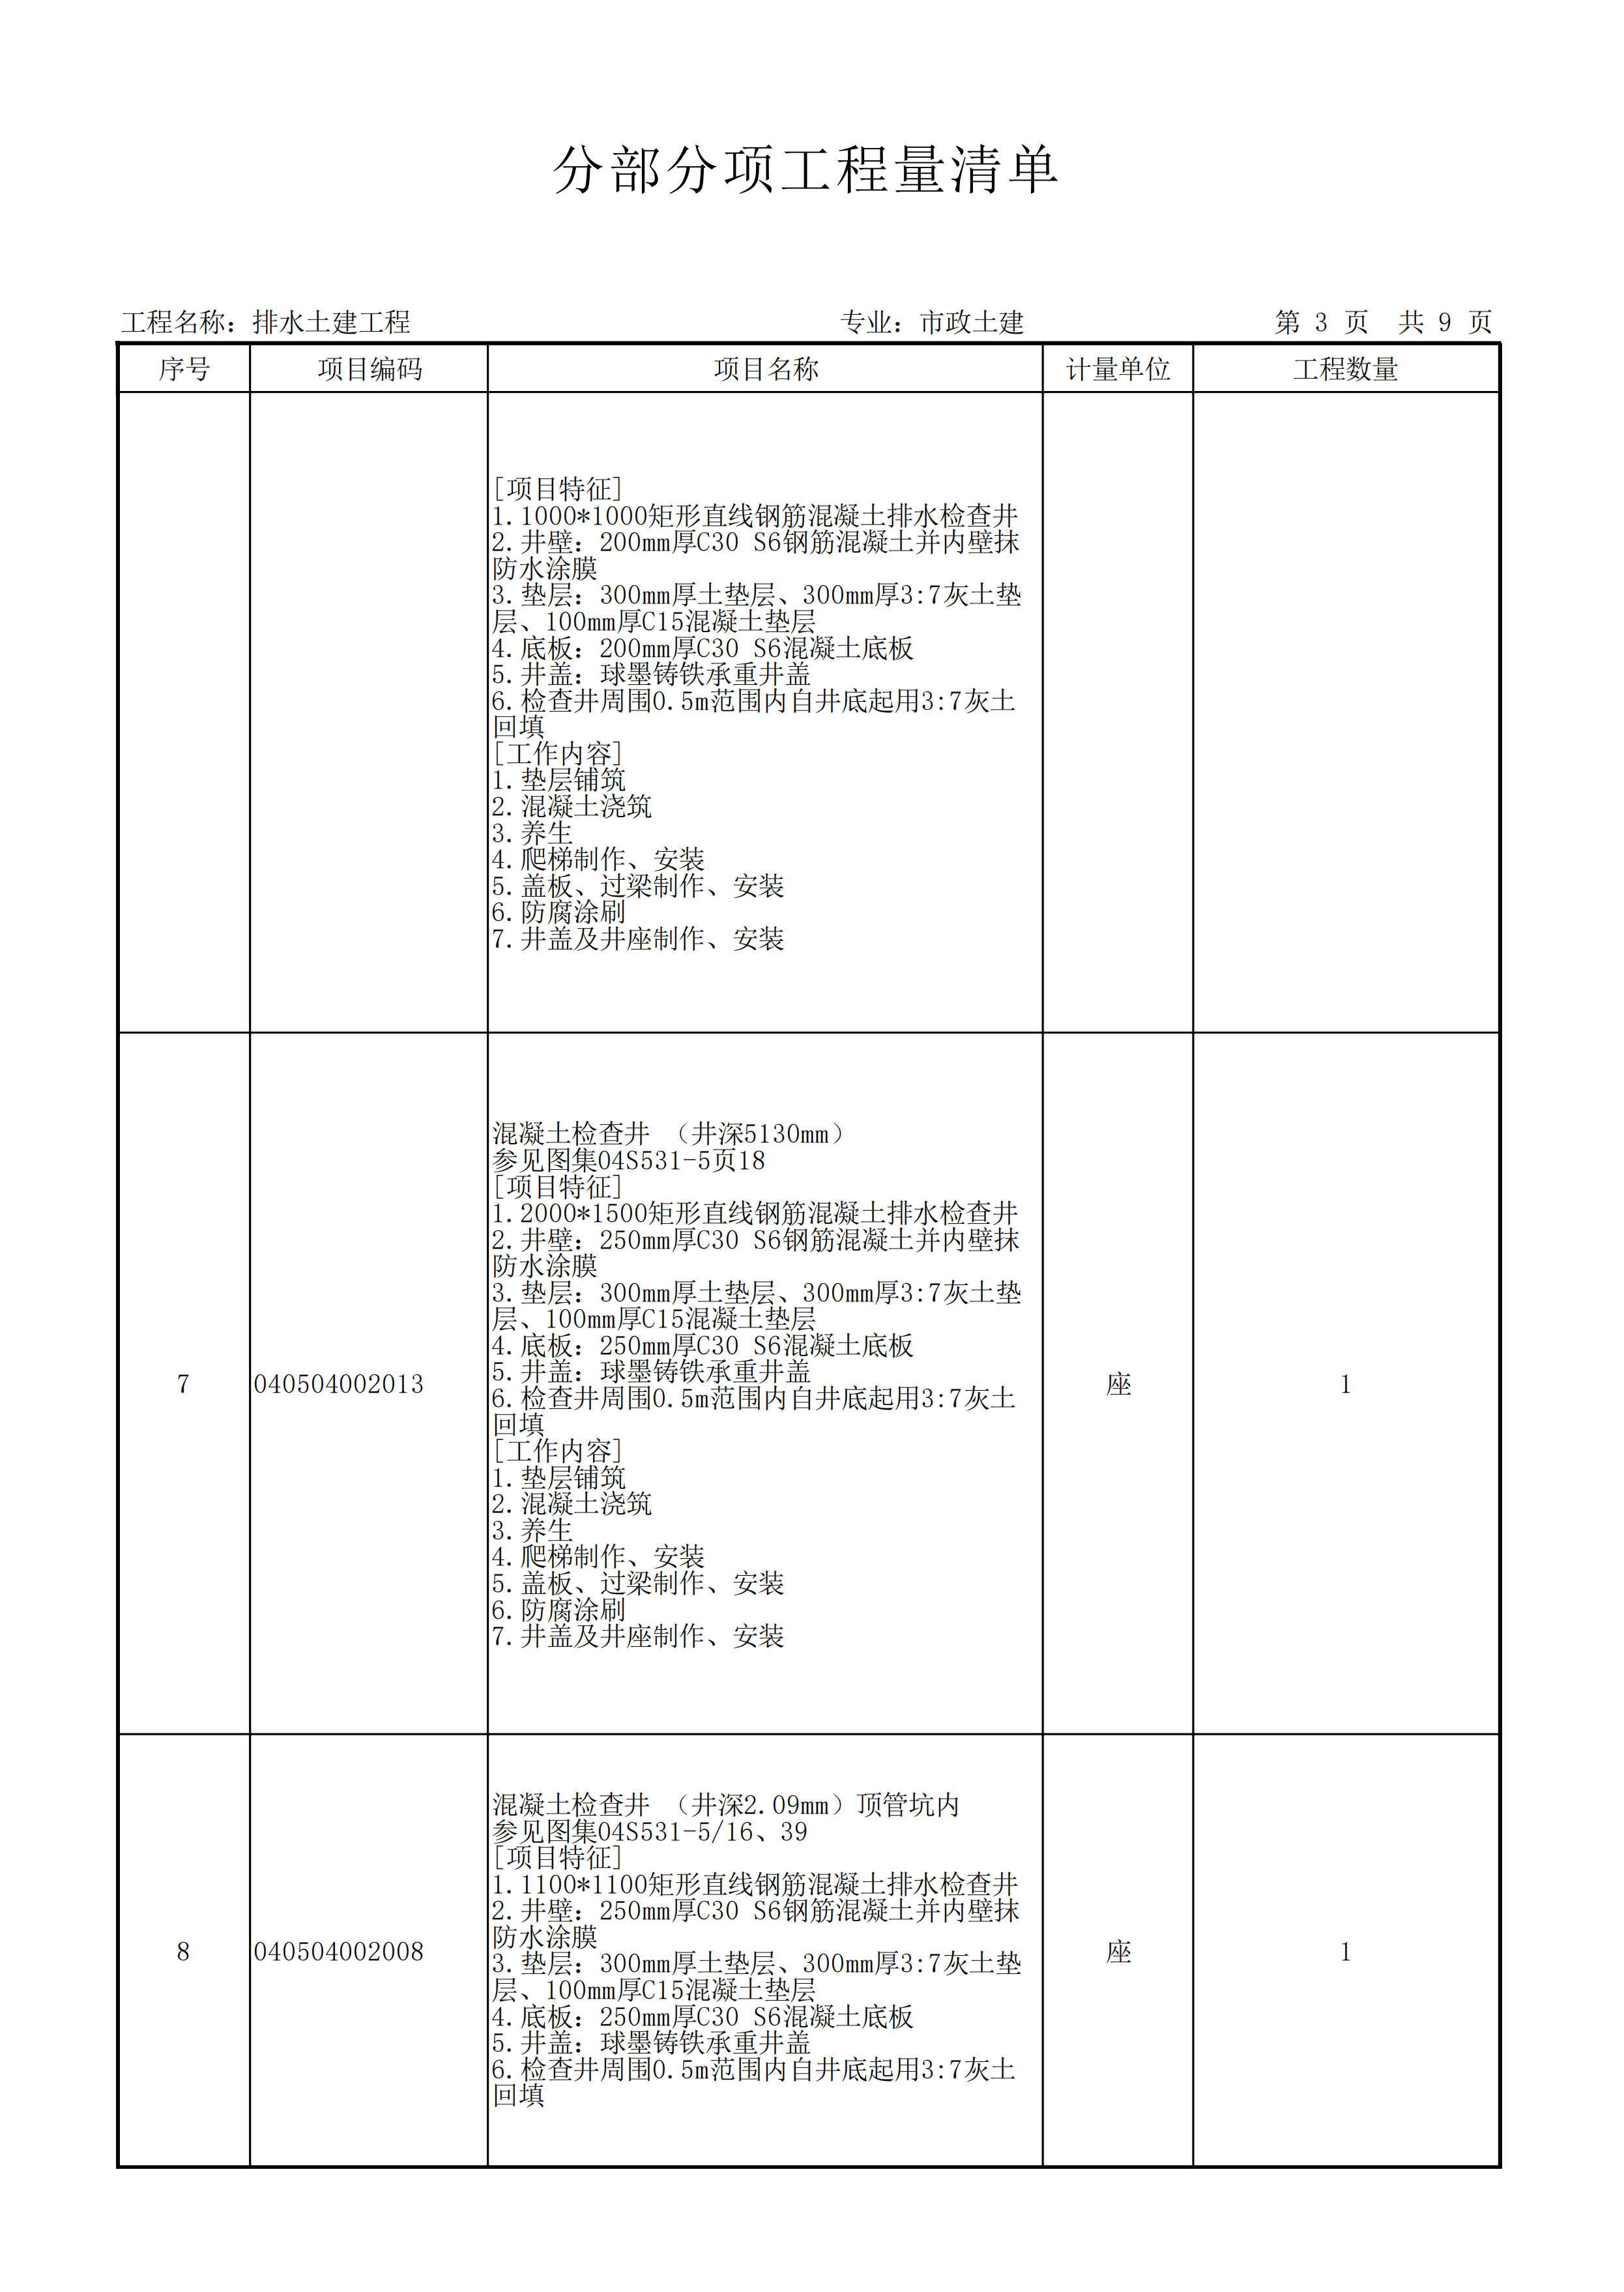 分部分项工程量清单
工程名称：排水土建工程 专业：市政土建 第 3 页 共 9 页
序号 项目编码 项目名称 计量单位 工程数量
[项目特征]
1.1000*1000矩形直线钢筋混凝土排水检查井
2.井壁：200mm厚C30 S6钢筋混凝土并内壁抹
防水涂膜
3.垫层：300mm厚土垫层、300mm厚3:7灰土垫
层、100mm厚C15混凝土垫层
4.底板：200mm厚C30 S6混凝土底板
5.井盖：球墨铸铁承重井盖
6.检查井周围0.5m范围内自井底起用3:7灰土
回填
[工作内容]
1.垫层铺筑
2.混凝土浇筑
3.养生
4.爬梯制作、安装
5.盖板、过梁制作、安装
6.防腐涂刷
7.井盖及井座制作、安装
混凝土检查井 （井深5130mm）
参见图集04S531-5页18
[项目特征]
1.2000*1500矩形直线钢筋混凝土排水检查井
2.井壁：250mm厚C30 S6钢筋混凝土并内壁抹
防水涂膜
3.垫层：300mm厚土垫层、300mm厚3:7灰土垫
层、100mm厚C15混凝土垫层
4.底板：250mm厚C30 S6混凝土底板
5.井盖：球墨铸铁承重井盖
7 040504002013 座 1
6.检查井周围0.5m范围内自井底起用3:7灰土
回填
[工作内容]
1.垫层铺筑
2.混凝土浇筑
3.养生
4.爬梯制作、安装
5.盖板、过梁制作、安装
6.防腐涂刷
7.井盖及井座制作、安装
混凝土检查井 （井深2.09mm）顶管坑内
参见图集04S531-5/16、39
[项目特征]
1.1100*1100矩形直线钢筋混凝土排水检查井
2.井壁：250mm厚C30 S6钢筋混凝土并内壁抹
防水涂膜
8 040504002008 座 1
3.垫层：300mm厚土垫层、300mm厚3:7灰土垫
层、100mm厚C15混凝土垫层
4.底板：250mm厚C30 S6混凝土底板
5.井盖：球墨铸铁承重井盖
6.检查井周围0.5m范围内自井底起用3:7灰土
回填